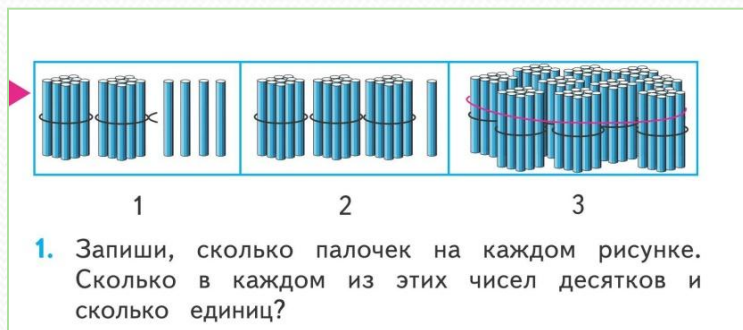 1 2 3
1. Запиши, сколько палочек на каждом рисунке.
Сколько в каждом из этих чисел десятков и
сколько единиц?